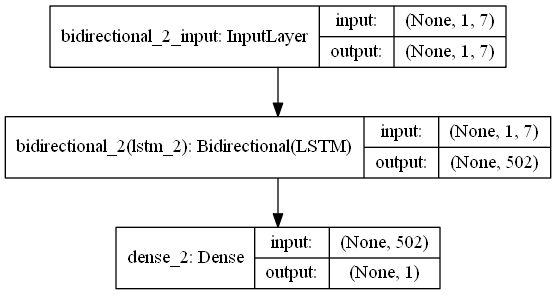 bidirectional_2_input: InputLayer
input: (None, 1, 7)
output: (None, 1, 7)
bidirectional_2(lstm_2): Bidirectional(LSTM)
input: (None, 1, 7)
output: (None, 502)
dense_2: Dense
input: (None, 502)
output: (None, 1)